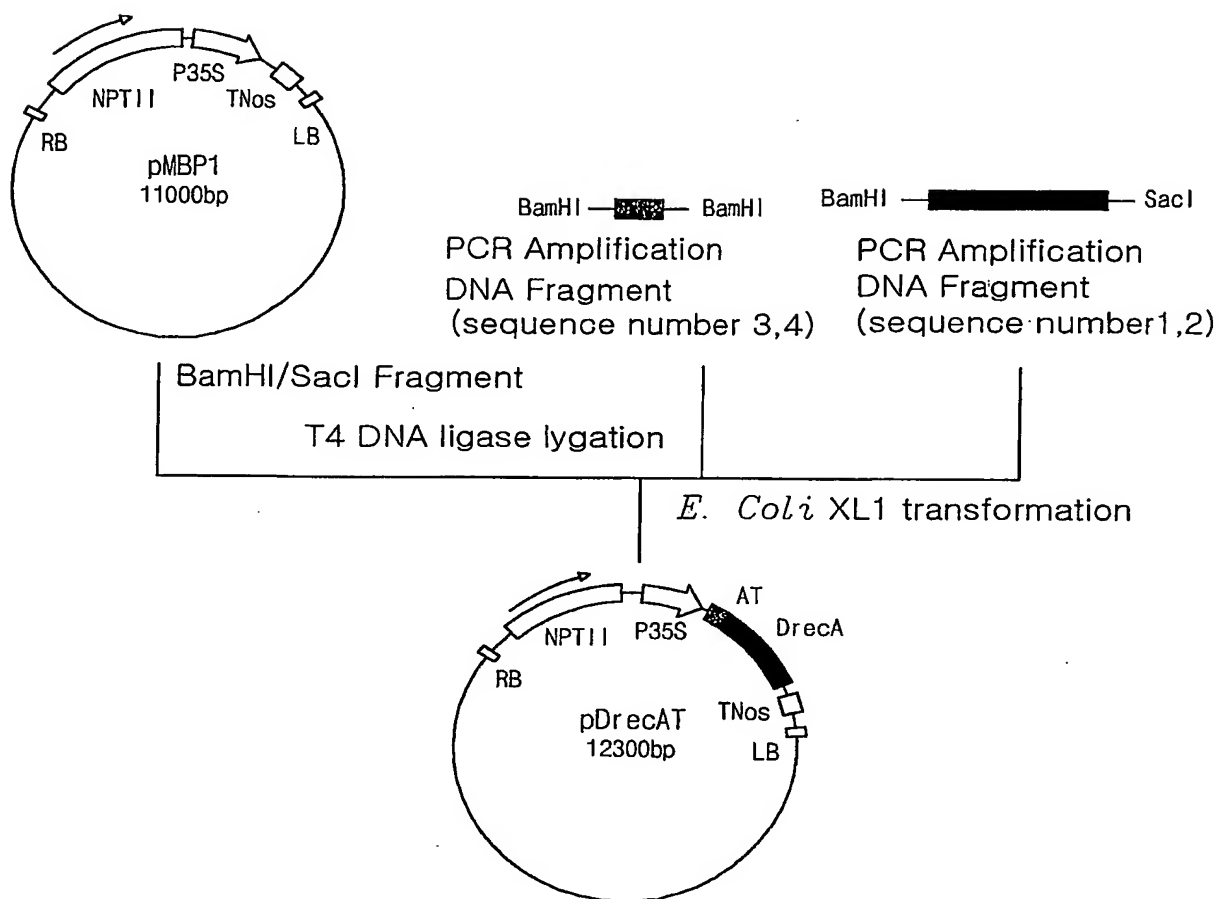 P35S
NPTII
TNos
RB
LB
pMBP1
11000bp
BamHI
BamHI
BamHI
SacI
PCR Amplification
DNA Fragment
(sequence number 3,4)
PCR Amplification
DNA Fragment
(sequence number1,2)
BamHI/SacI Fragment
T4 DNA ligase lygation
E. Coli XL1 transformation
AT
DrecA
P35S
NPTII
RB
TNos
LB
pDrecAT
12300bp